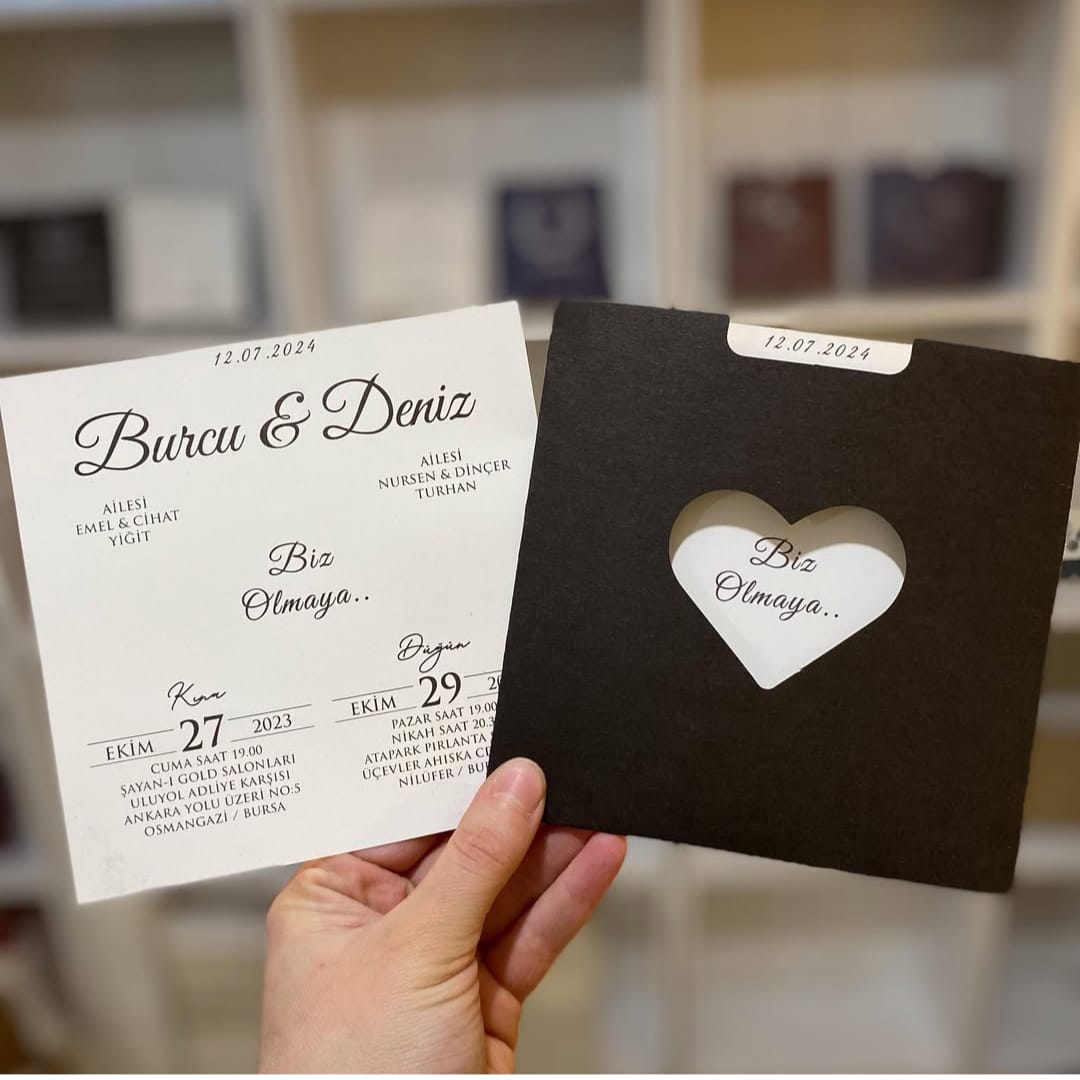 12.07.2024
Burcu & Deniz
AİLESİ
EMEL & CİHAT
YİĞİT
AİLESİ
NURSEN & DİNÇER
TURHAN
Biz
Olmaya..
Kına
EKİM 27 2023
CUMA SAAT 19.00
ŞAYAN-I GOLD SALONLARI
ULUYOL ADLİYE KARŞISI
ANKARA YOLU ÜZERİ NO:5
OSMANGAZİ / BURSA
Düğün
EKİM 29
PAZAR SAAT 19.00
NİKAH SAAT
ATAPARK PIRLANTA
ÜÇEVLER AHISKA
NİLÜFER /
12.07.2024
Biz
Olmaya..